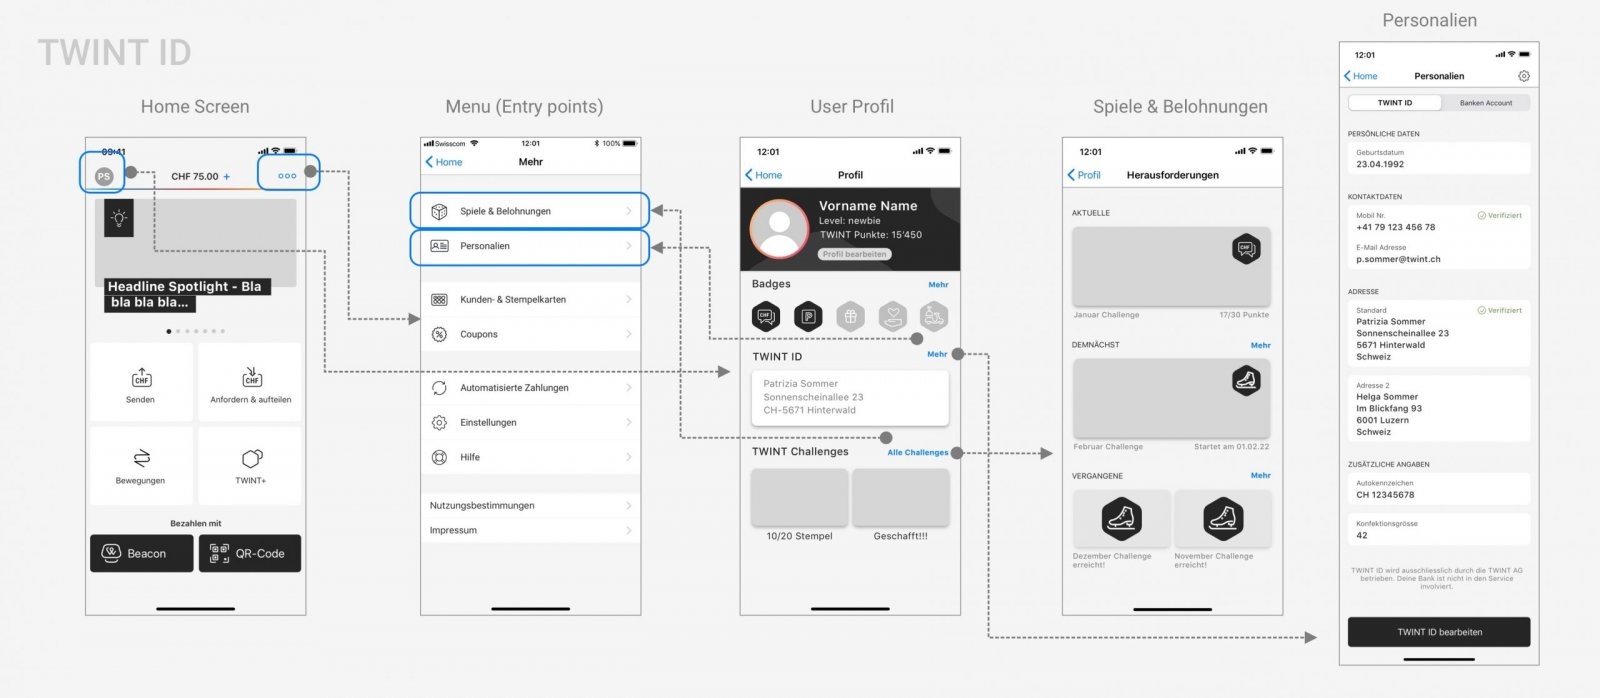 TWINT ID
Home Screen
09:41
PS
CHF 75.00 +
Headline Spotlight - Bla
bla bla bla...
CHF
Senden
CHF
Anfordern & aufteilen
Bewegungen
TWINT+
Bezahlen mit
Beacon
QR-Code
Menu (Entry points)
Swisscom
12:01
100%
Home
Mehr
Spiele & Belohnungen
Personalien
Kunden- & Stempelkarten
Coupons
Automatisierte Zahlungen
Einstellungen
Hilfe
Nutzungsbestimmungen
Impressum
User Profil
12:01
Home
Profil
Vorname Name
Level: newbie
TWINT Punkte: 15'450
Profil bearbeiten
Badges
Mehr
CHF
P
TWINT ID
Mehr
Patrizia Sommer
Sonnenscheinallee 23
CH-5671 Hinterwald
TWINT Challenges
Alle Challenges
10/20 Stempel
Geschafft!!!
Spiele & Belohnungen
12:01
Profil
Herausforderungen
AKTUELLE
CHF
Januar Challenge
17/30 Punkte
DEMNÄCHST
Mehr
Februar Challenge
Startet am 01.02.22
VERGANGENE
Mehr
Dezember Challenge
erreicht!
November Challenge
erreicht!
Personalien
12:01
Home
Personalien
TWINT ID
Banken Account
PERSÖNLICHE DATEN
Geburtsdatum
23.04.1992
KONTAKTDATEN
Mobil Nr.
Verifiziert
+41 79 123 456 78
E-Mail Adresse
p.sommer@twint.ch
ADRESSE
Standard
Verifiziert
Patrizia Sommer
Sonnenscheinallee 23
5671 Hinterwald
Schweiz
Adresse 2
Helga Sommer
Im Blickfang 93
6001 Luzern
Schweiz
ZUSÄTZLICHE ANGABEN
Autokennzeichen
CH 12345678
Konfektionsgrösse
42
TWINT ID wird ausschliesslich durch die TWINT AG
betrieben. Deine Bank ist nicht in den Service
involviert.
TWINT ID bearbeiten